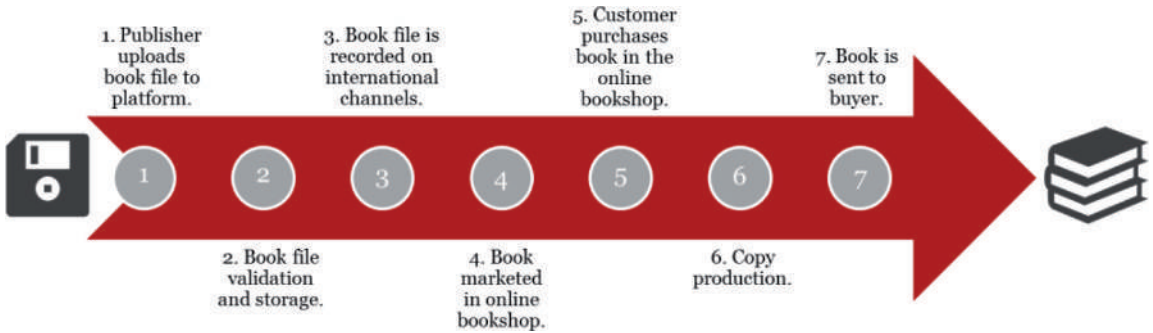 1. Publisher
uploads
book file to
platform.
3. Book file is
recorded on
international
channels.
5. Customer
purchases
book in the
online
bookshop.
7. Book is
sent to
buyer.
1
2
3
4
5
6
7
2. Book file
validation
and storage.
4. Book
marketed
in online
bookshop.
6. Copy
production.